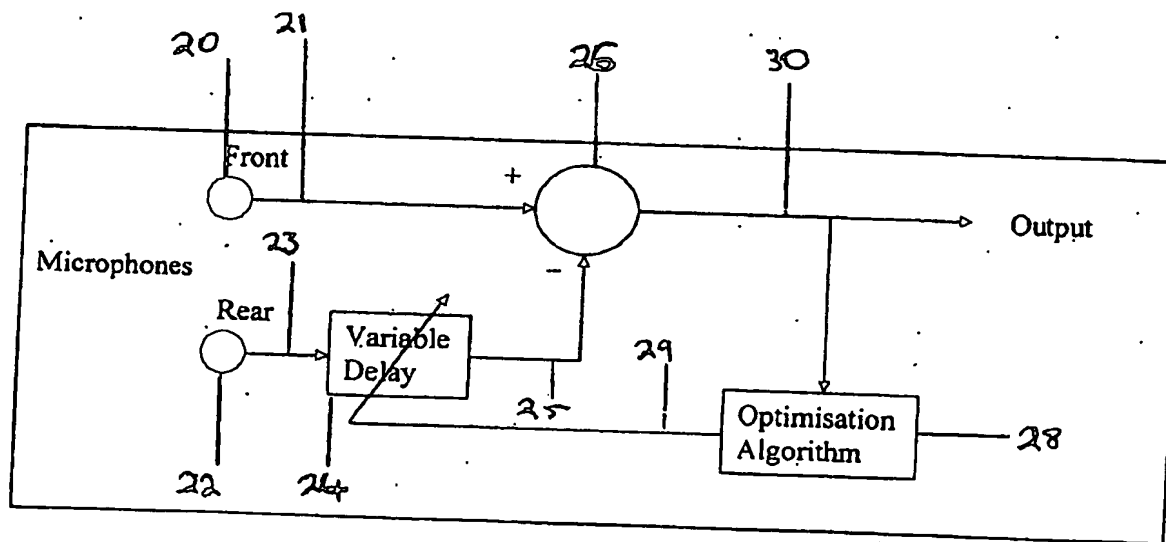 20
21
26
30
Front
+
Output
23
Microphones
-
Rear
Variable
Delay
29
25
Optimisation
Algorithm
28
22
24